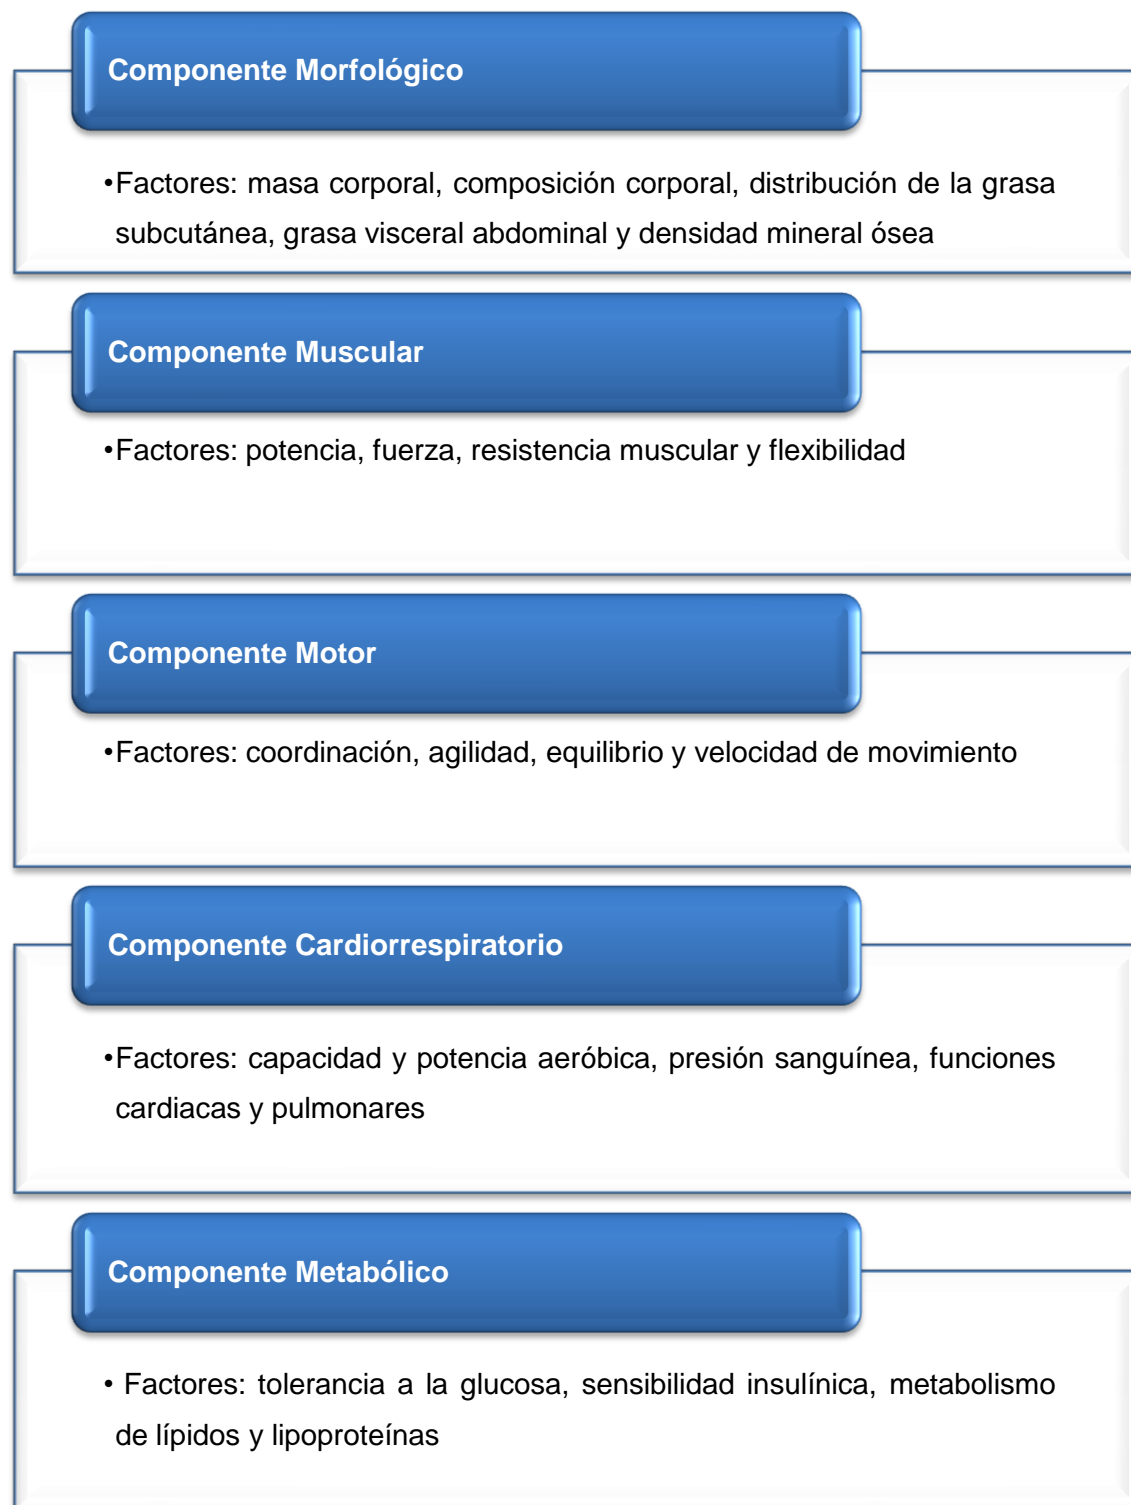 Componente Morfológico
•Factores: masa corporal, composición corporal, distribución de la grasa
subcutánea, grasa visceral abdominal y densidad mineral ósea
Componente Muscular
•Factores: potencia, fuerza, resistencia muscular y flexibilidad
Componente Motor
•Factores: coordinación, agilidad, equilibrio y velocidad de movimiento
Componente Cardiorrespiratorio
•Factores: capacidad y potencia aeróbica, presión sanguínea, funciones
cardiacas y pulmonares
Componente Metabólico
• Factores: tolerancia a la glucosa, sensibilidad insulínica, metabolismo
de lípidos y lipoproteínas